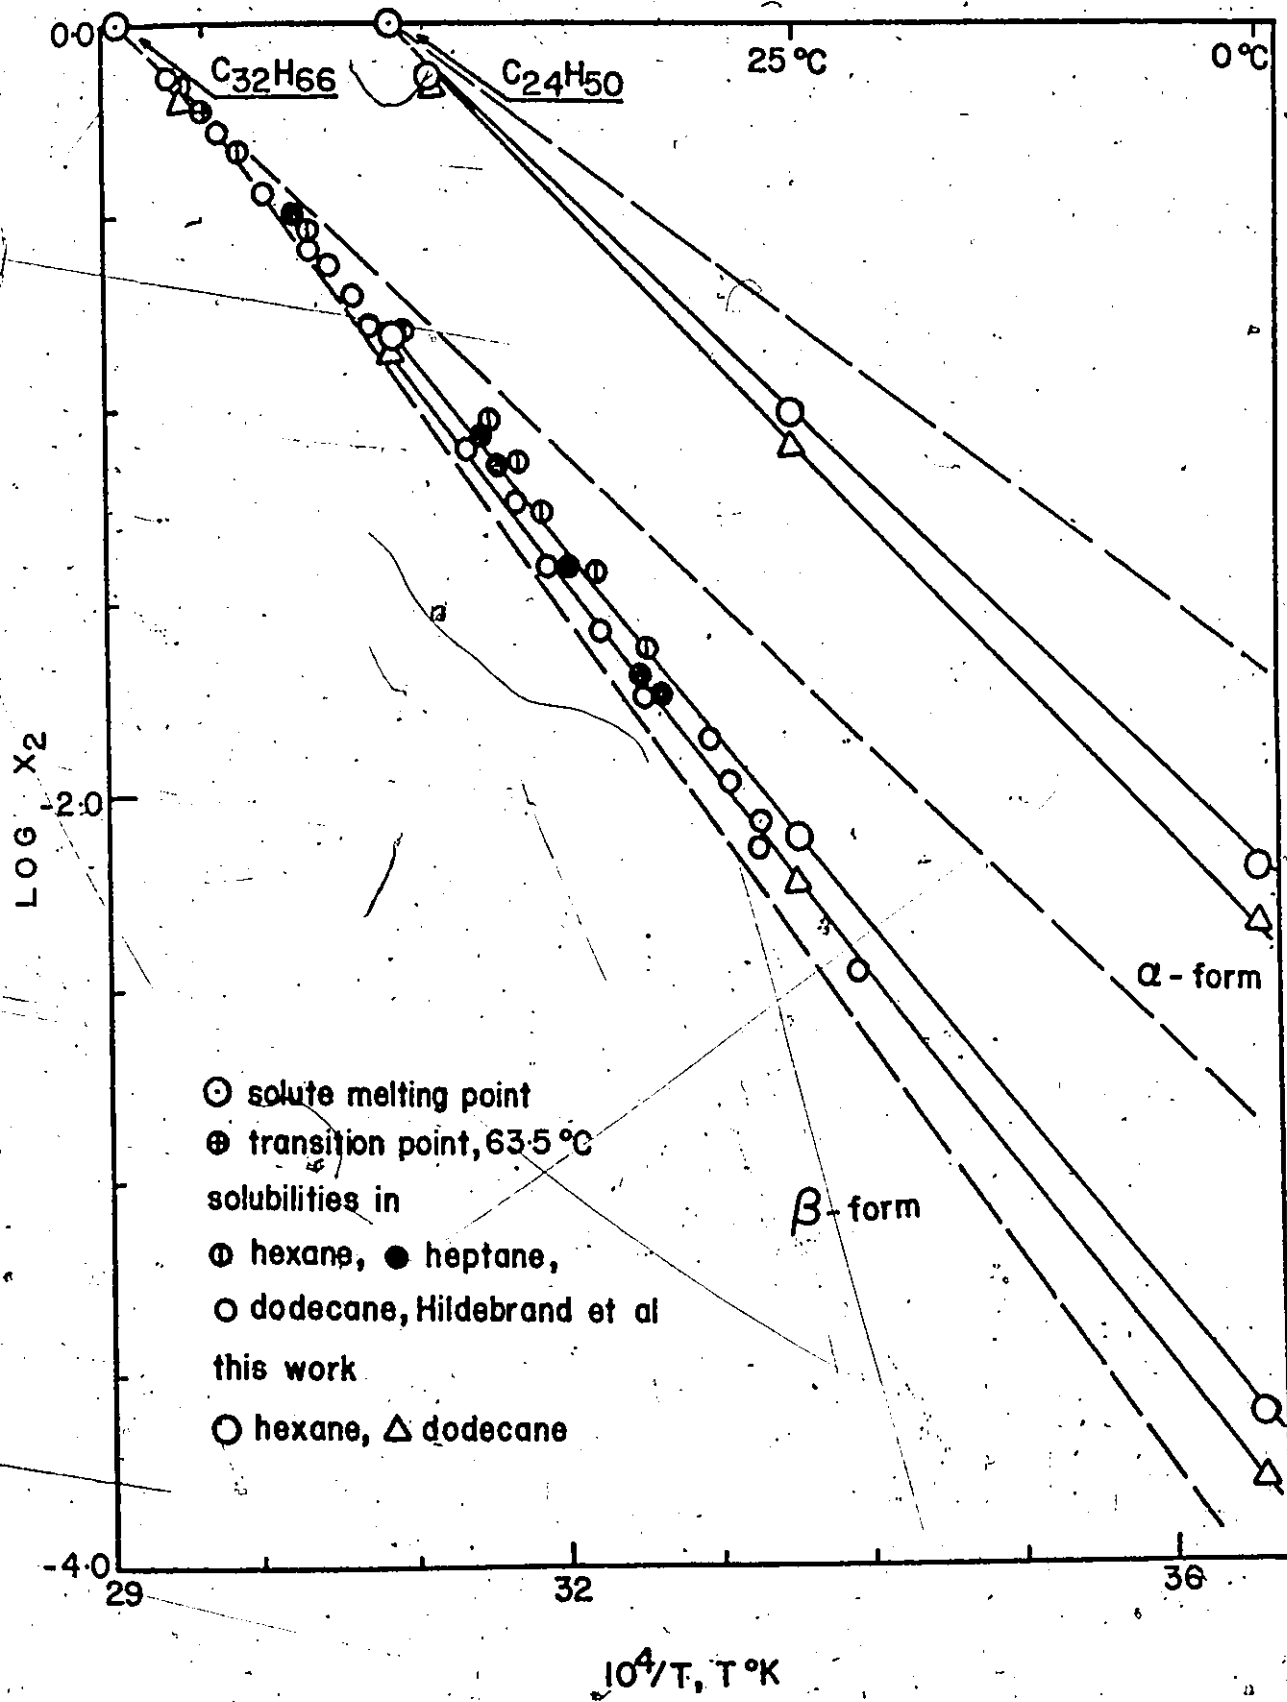 0.0
C32H66
C24H50
25 °C
0 °C
LOG X2
-2.0
α - form
⊙ solute melting point
⊕ transition point, 63.5 °C
solubilities in
⦶ hexane, ● heptane,
○ dodecane, Hildebrand et al
this work
○ hexane, △ dodecane
β - form
-4.0
29
32
36
10⁴/T, T °K